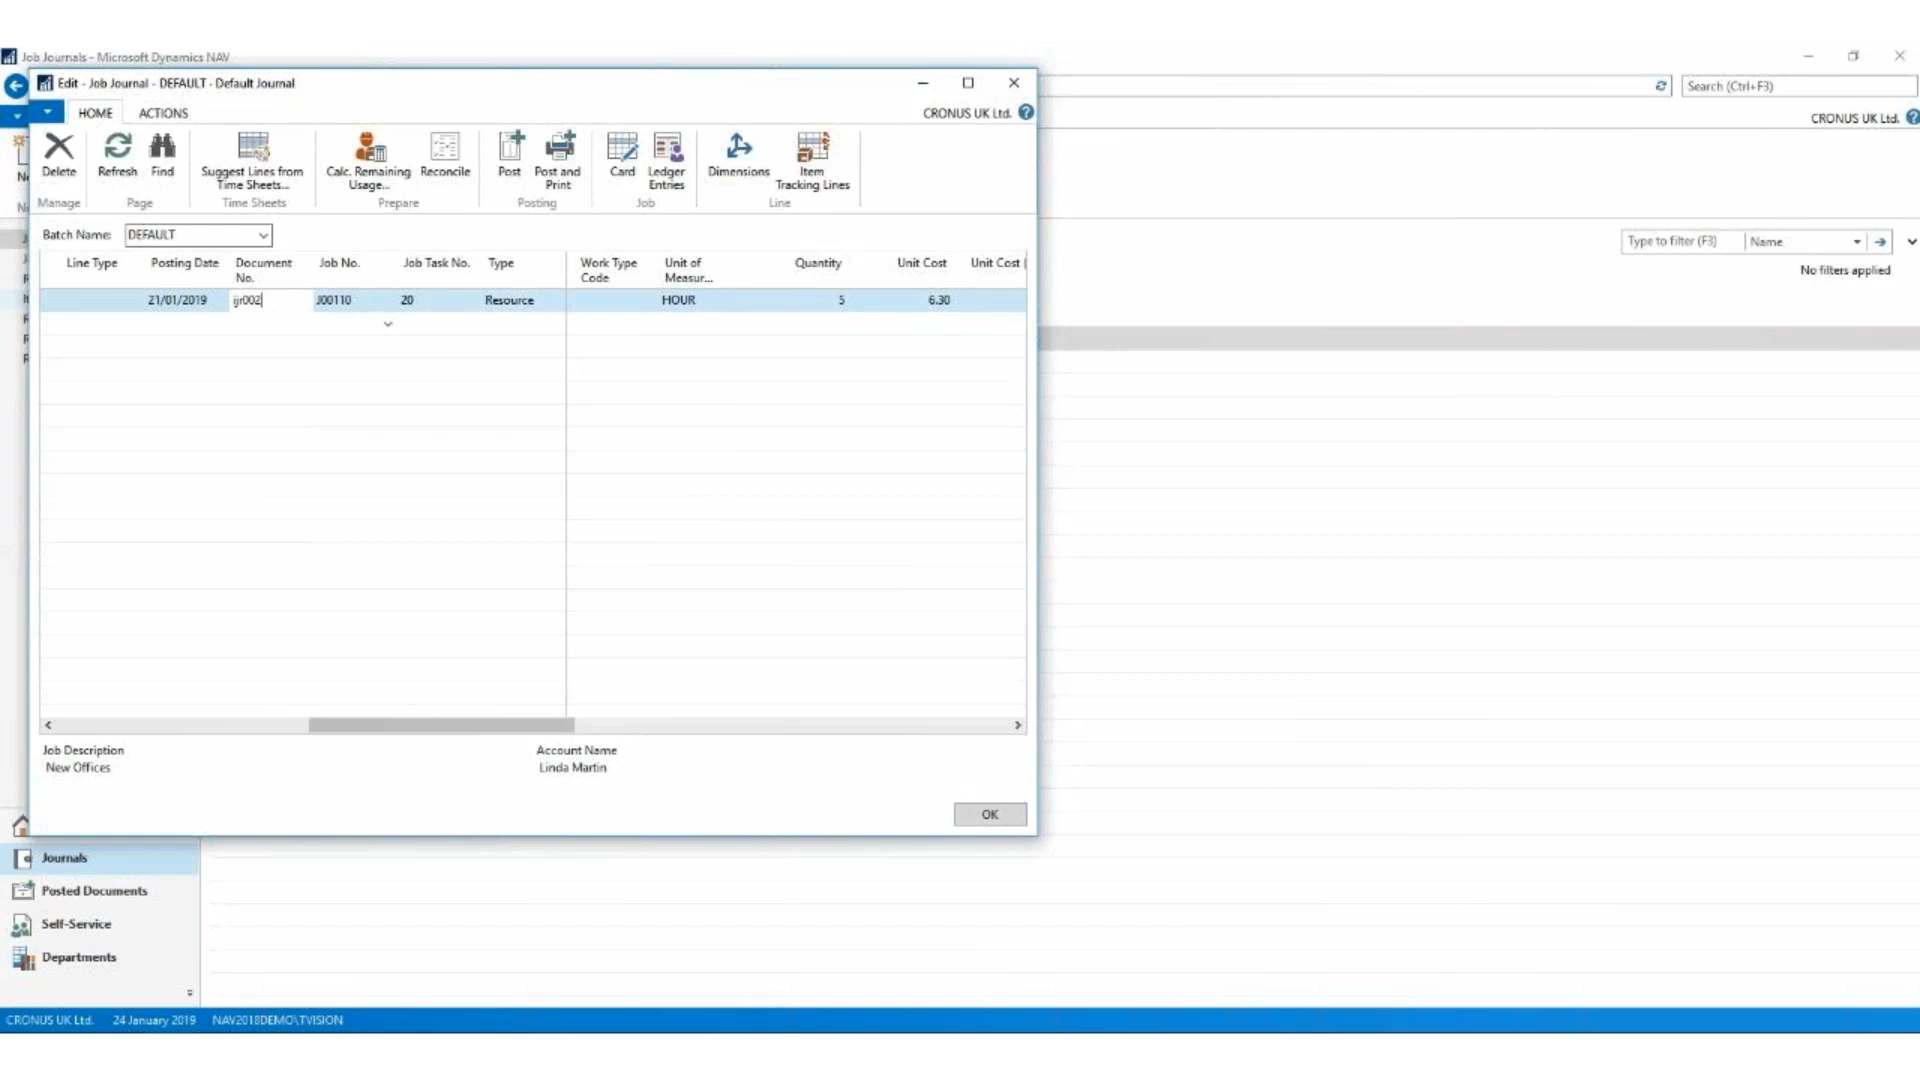 Job Journals - Microsoft Dynamics NAV
Edit - Job Journal - DEFAULT - Default Journal
Search (Ctrl+F3)
HOME ACTIONS
CRONUS UK Ltd.
CRONUS UK Ltd.
Delete
Refresh
Find
Suggest Lines from
Time Sheets...
Calc. Remaining
Usage...
Reconcile
Post
Post and
Print
Card
Ledger
Entries
Dimensions
Item
Tracking Lines
Manage
Page
Time Sheets
Prepare
Posting
Job
Line
Batch Name: DEFAULT
Type to filter (F3) Name
No filters applied
Line Type
Posting Date
Document
No.
Job No.
Job Task No.
Type
Work Type
Code
Unit of
Measur...
Quantity
Unit Cost
Unit Cost (
21/01/2019 ijr002 J00110 20 Resource HOUR 5 6.30
Job Description
New Offices
Account Name
Linda Martin
OK
Journals
Posted Documents
Self-Service
Departments
CRONUS UK Ltd. 24 January 2019 NAV2018DEMO\TVISION